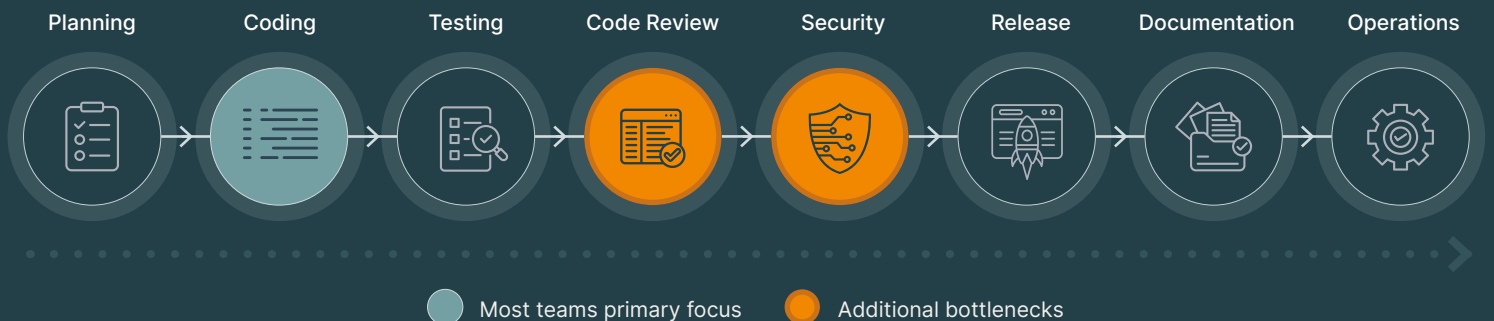 Planning
Coding
Testing
Code Review
Security
Release
Documentation
Operations
Most teams primary focus
Additional bottlenecks